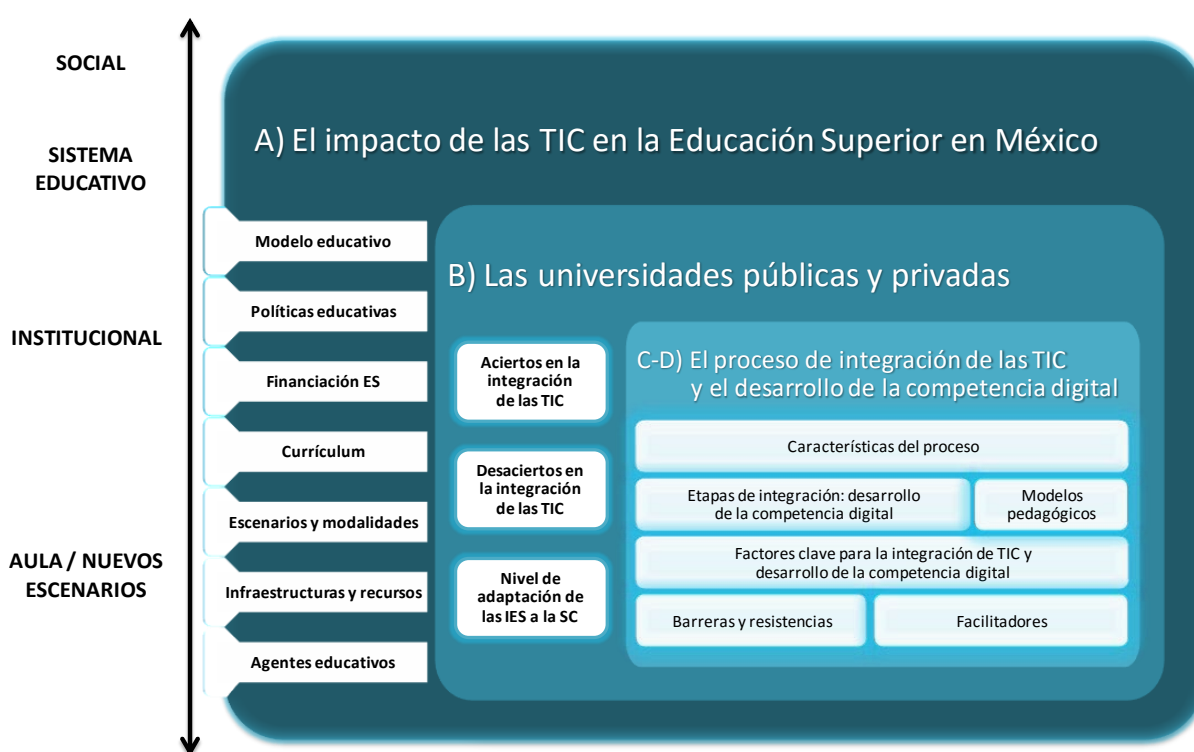 SOCIAL
SISTEMA
EDUCATIVO
INSTITUCIONAL
AULA / NUEVOS
ESCENARIOS
A) El impacto de las TIC en la Educación Superior en México
Modelo educativo
Políticas educativas
Financiación ES
Currículum
Escenarios y modalidades
Infraestructuras y recursos
Agentes educativos
B) Las universidades públicas y privadas
Aciertos en la
integración
de las TIC
Desaciertos en
la integración
de las TIC
Nivel de
adaptación de
las IES a la SC
C-D) El proceso de integración de las TIC
y el desarrollo de la competencia digital
Características del proceso
Etapas de integración: desarrollo
de la competencia digital
Modelos
pedagógicos
Factores clave para la integración de TIC y
desarrollo de la competencia digital
Barreras y resistencias
Facilitadores